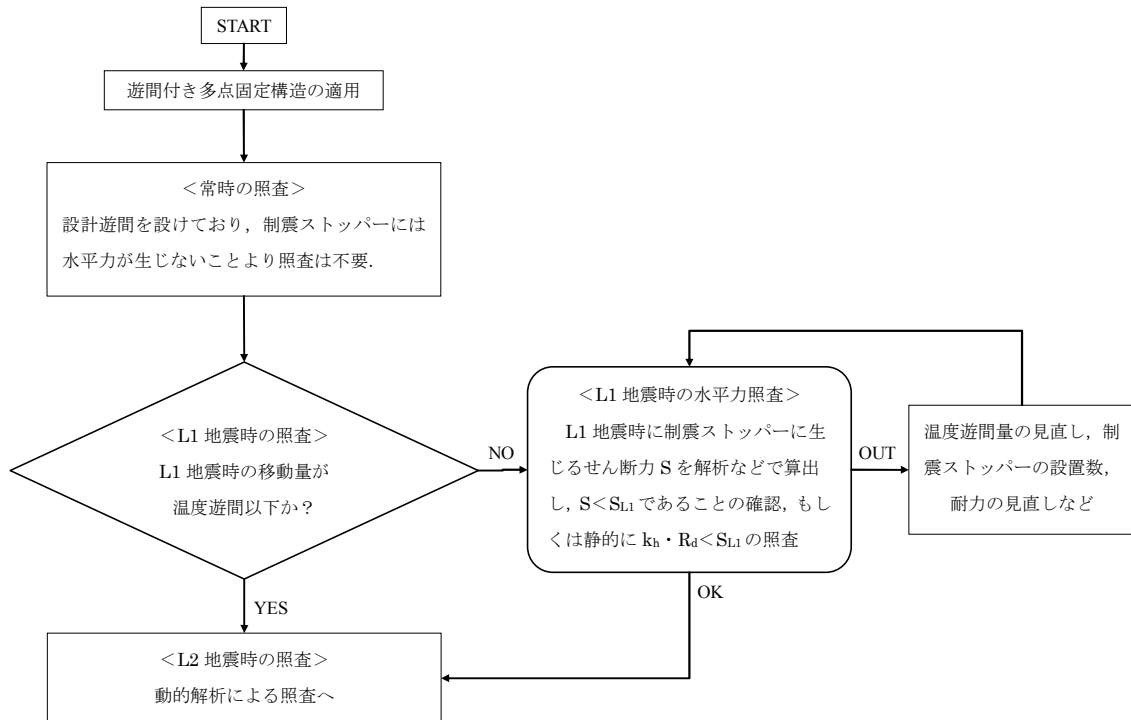 START
遊間付き多点固定構造の適用
＜常時の照査＞
設計遊間を設けており，制震ストッパーには
水平力が生じないことより照査は不要．
＜L1 地震時の照査＞
L1 地震時の移動量が
温度遊間以下か？
NO
＜L1 地震時の水平力照査＞
L1 地震時に制震ストッパーに生
じるせん断力 S を解析などで算出
し，S＜SL1 であることの確認，もし
くは静的に kh・Rd＜SL1 の照査
OUT
温度遊間量の見直し，制
震ストッパーの設置数，
耐力の見直しなど
OK
YES
＜L2 地震時の照査＞
動的解析による照査へ